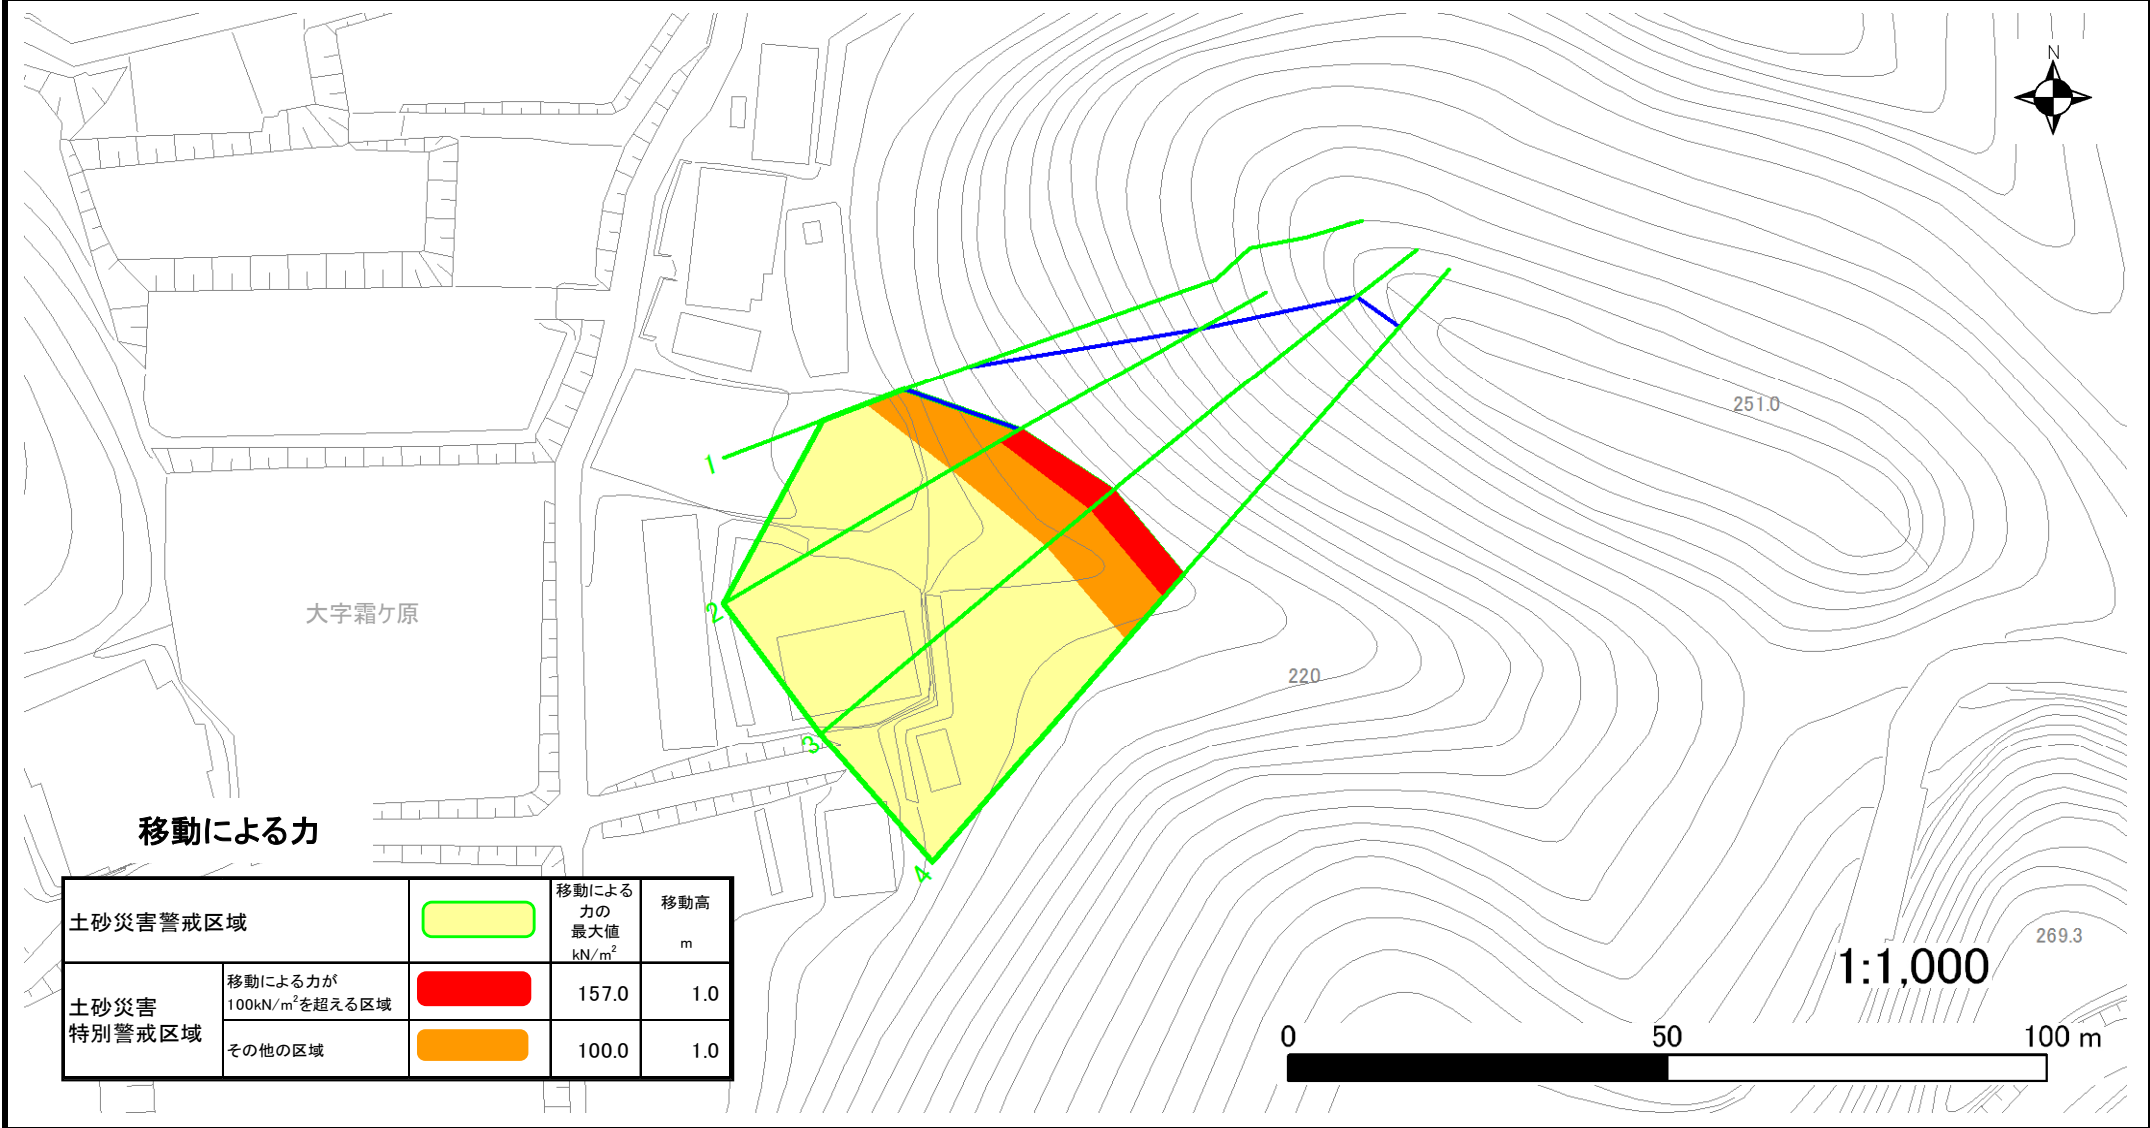 N
251.0
1
大字霜ケ原
2
220
3
移動による力
4
土砂災害警戒区域
移動による
力の
最大値
kN/m²
移動高
m
土砂災害
特別警戒区域
移動による力が
100kN/m²を超える区域
157.0
1.0
その他の区域
100.0
1.0
269.3
1:1,000
0
50
100 m